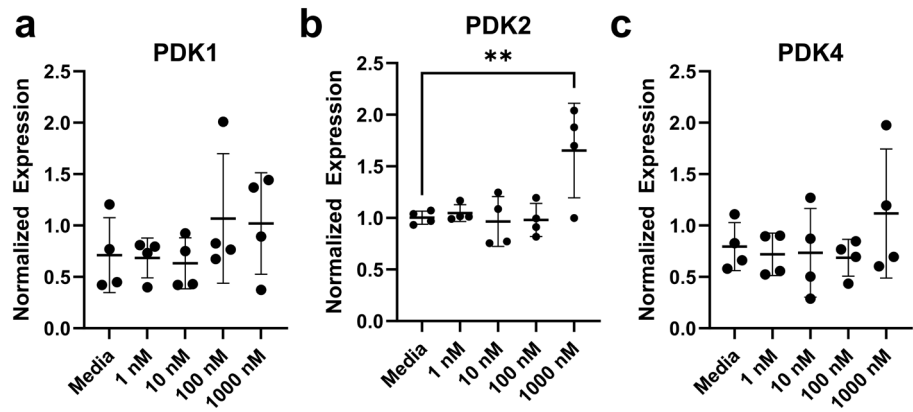 a
PDK1
Normalized Expression
2.5
2.0
1.5
1.0
0.5
0.0
Media
1 nM
10 nM
100 nM
1000 nM
b
PDK2
**
Normalized Expression
2.5
2.0
1.5
1.0
0.5
0.0
Media
1 nM
10 nM
100 nM
1000 nM
c
PDK4
Normalized Expression
2.5
2.0
1.5
1.0
0.5
0.0
Media
1 nM
10 nM
100 nM
1000 nM